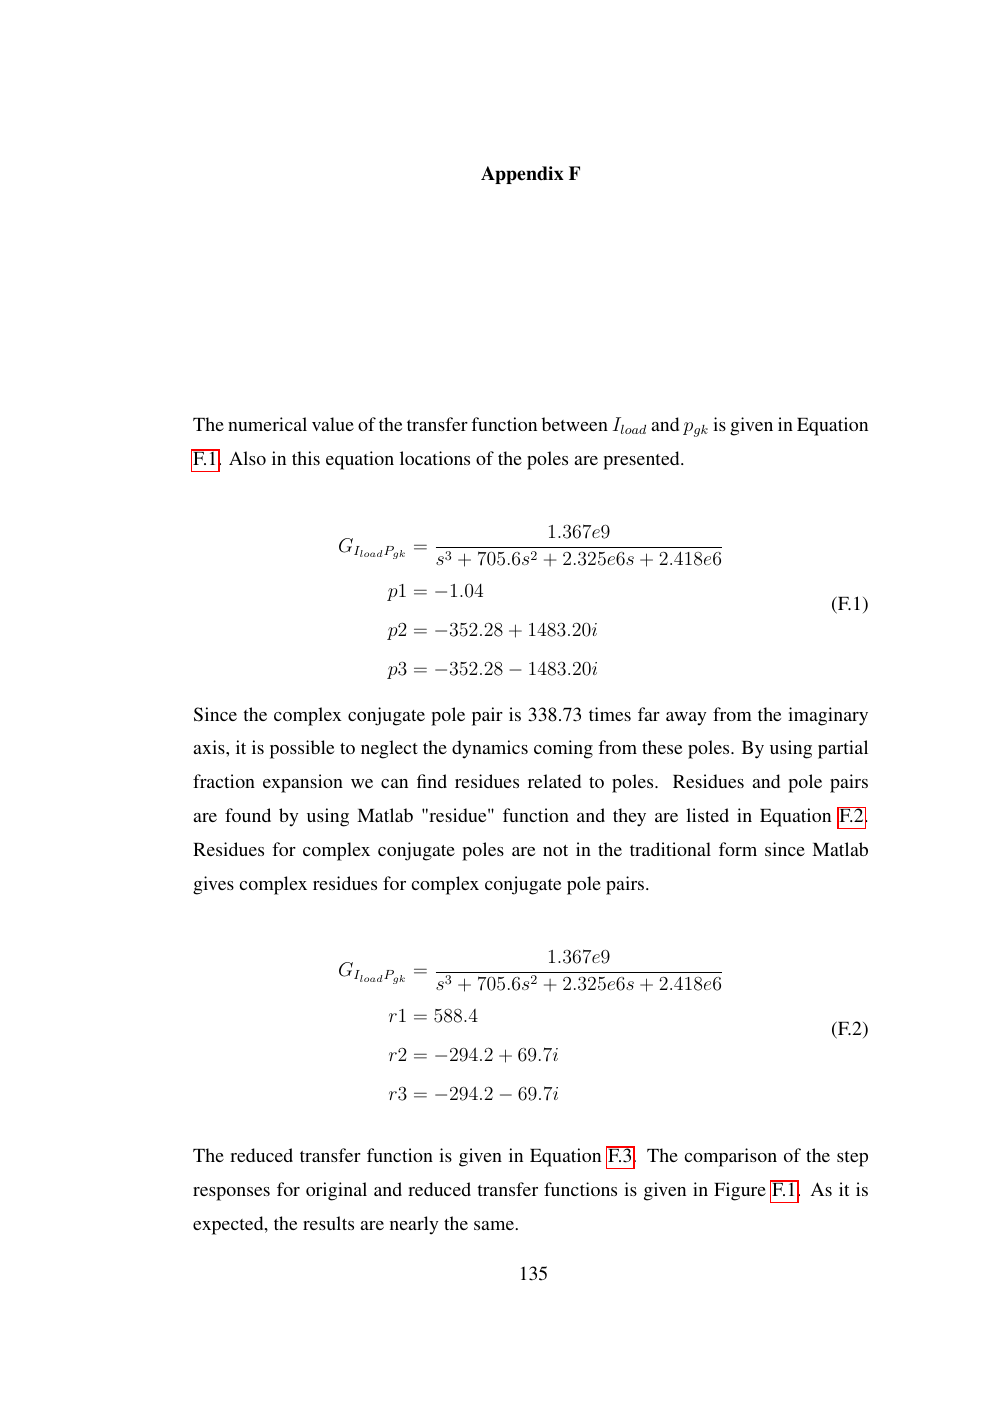 Appendix F
The numerical value of the transfer function between I_load and p_gk is given in Equation
F.1. Also in this equation locations of the poles are presented.
G_{I_{load}P_{gk}} = \frac{1.367e9}{s^3 + 705.6s^2 + 2.325e6s + 2.418e6}
p1 = −1.04
(F.1)
p2 = −352.28 + 1483.20i
p3 = −352.28 − 1483.20i
Since the complex conjugate pole pair is 338.73 times far away from the imaginary
axis, it is possible to neglect the dynamics coming from these poles. By using partial
fraction expansion we can find residues related to poles. Residues and pole pairs
are found by using Matlab "residue" function and they are listed in Equation F.2.
Residues for complex conjugate poles are not in the traditional form since Matlab
gives complex residues for complex conjugate pole pairs.
G_{I_{load}P_{gk}} = \frac{1.367e9}{s^3 + 705.6s^2 + 2.325e6s + 2.418e6}
r1 = 588.4
(F.2)
r2 = −294.2 + 69.7i
r3 = −294.2 − 69.7i
The reduced transfer function is given in Equation F.3. The comparison of the step
responses for original and reduced transfer functions is given in Figure F.1. As it is
expected, the results are nearly the same.
135